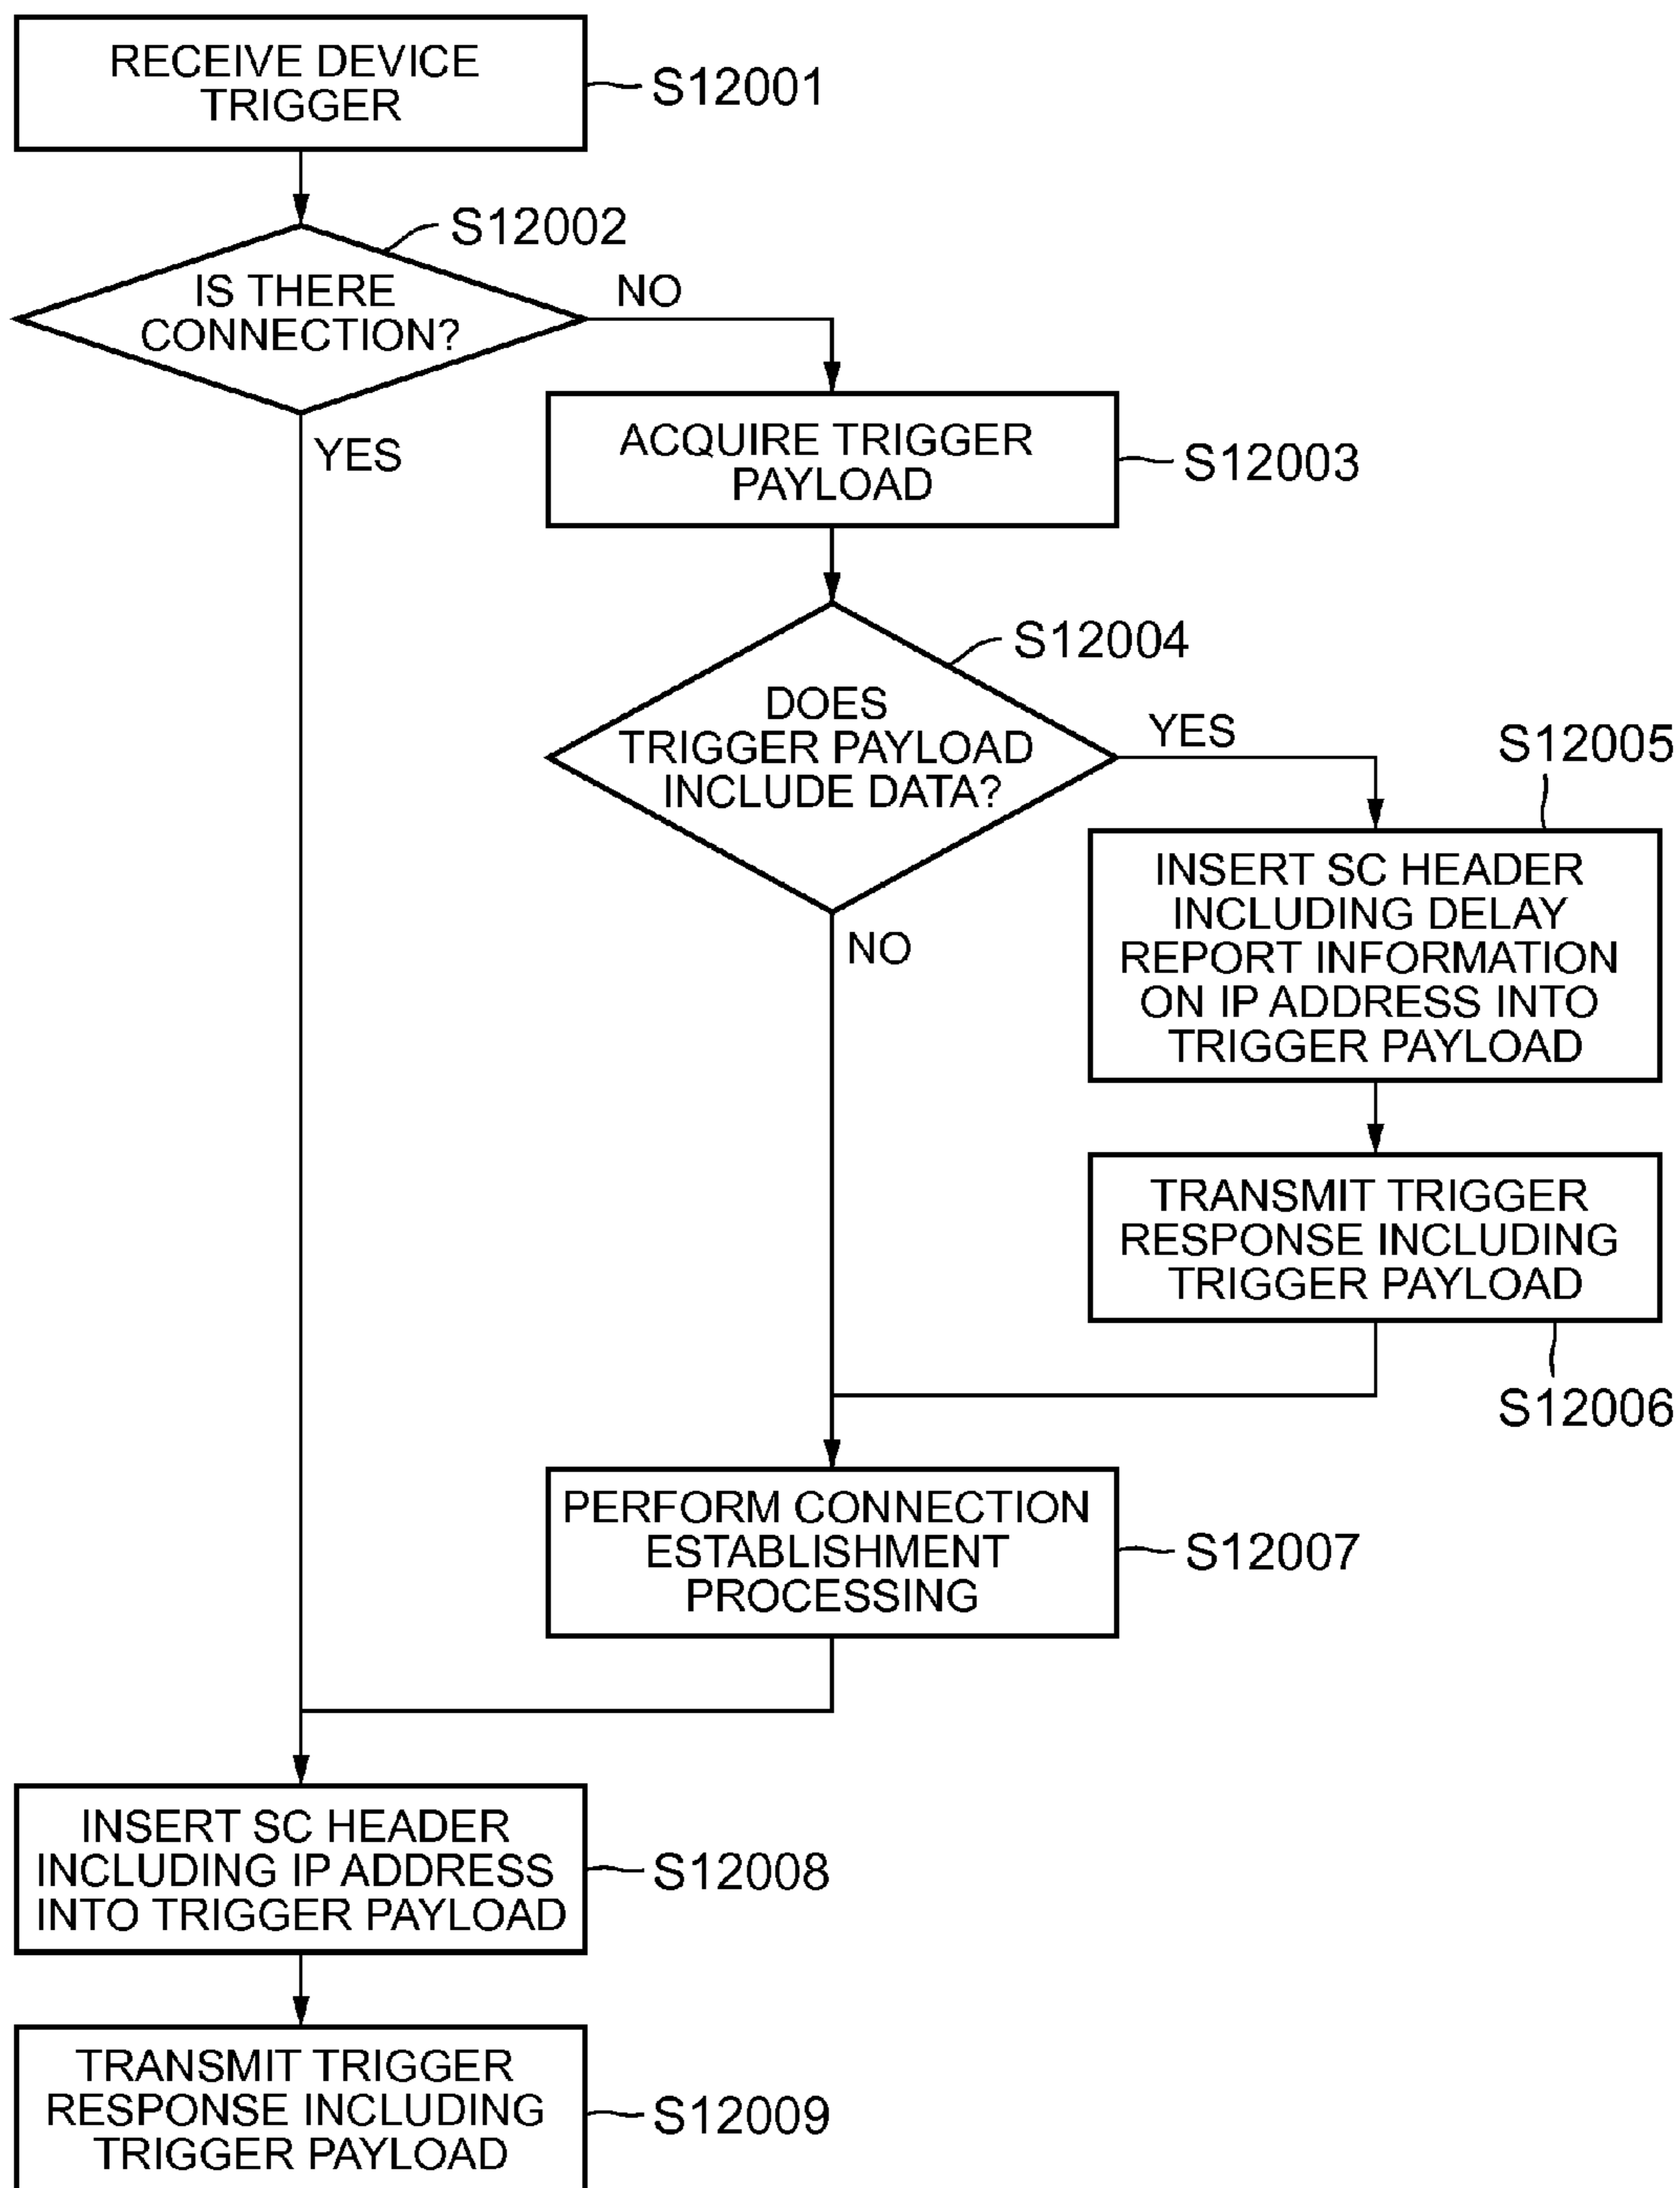 RECEIVE DEVICE
TRIGGER
S12001
S12002
IS THERE
CONNECTION?
NO
YES
ACQUIRE TRIGGER
PAYLOAD
S12003
S12004
DOES
TRIGGER PAYLOAD
INCLUDE DATA?
YES
NO
S12005
INSERT SC HEADER
INCLUDING DELAY
REPORT INFORMATION
ON IP ADDRESS INTO
TRIGGER PAYLOAD
TRANSMIT TRIGGER
RESPONSE INCLUDING
TRIGGER PAYLOAD
S12006
PERFORM CONNECTION
ESTABLISHMENT
PROCESSING
S12007
INSERT SC HEADER
INCLUDING IP ADDRESS
INTO TRIGGER PAYLOAD
S12008
TRANSMIT TRIGGER
RESPONSE INCLUDING
TRIGGER PAYLOAD
S12009